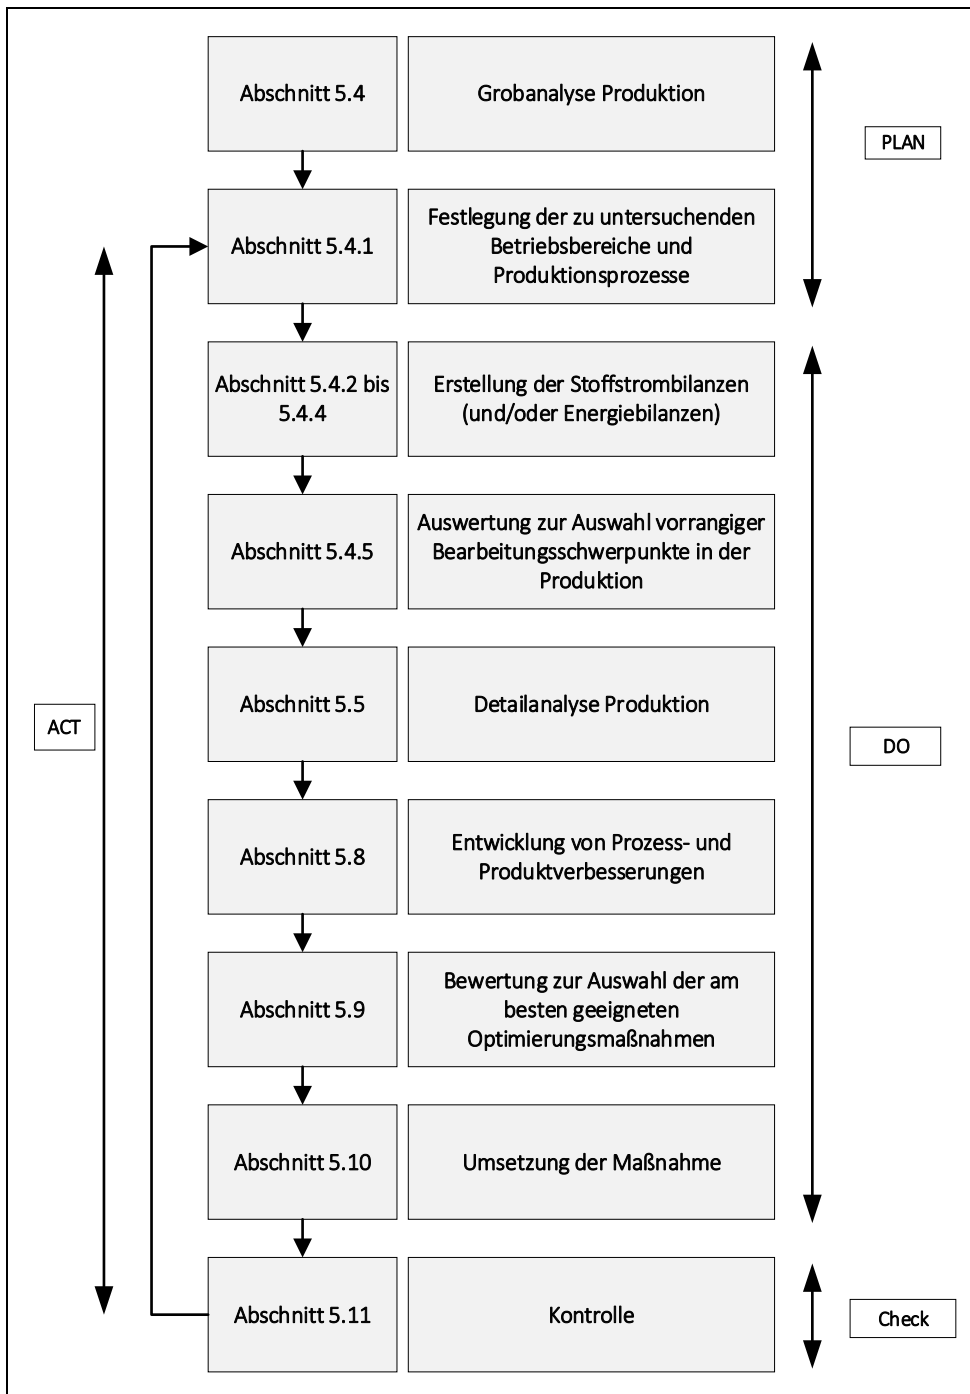 Abschnitt 5.4
Grobanalyse Produktion
PLAN
Abschnitt 5.4.1
Festlegung der zu untersuchenden
Betriebsbereiche und
Produktionsprozesse
Abschnitt 5.4.2 bis
5.4.4
Erstellung der Stoffstrombilanzen
(und/oder Energiebilanzen)
Abschnitt 5.4.5
Auswertung zur Auswahl vorrangiger
Bearbeitungsschwerpunkte in der
Produktion
ACT
Abschnitt 5.5
Detailanalyse Produktion
DO
Abschnitt 5.8
Entwicklung von Prozess- und
Produktverbesserungen
Abschnitt 5.9
Bewertung zur Auswahl der am
besten geeigneten
Optimierungsmaßnahmen
Abschnitt 5.10
Umsetzung der Maßnahme
Abschnitt 5.11
Kontrolle
Check